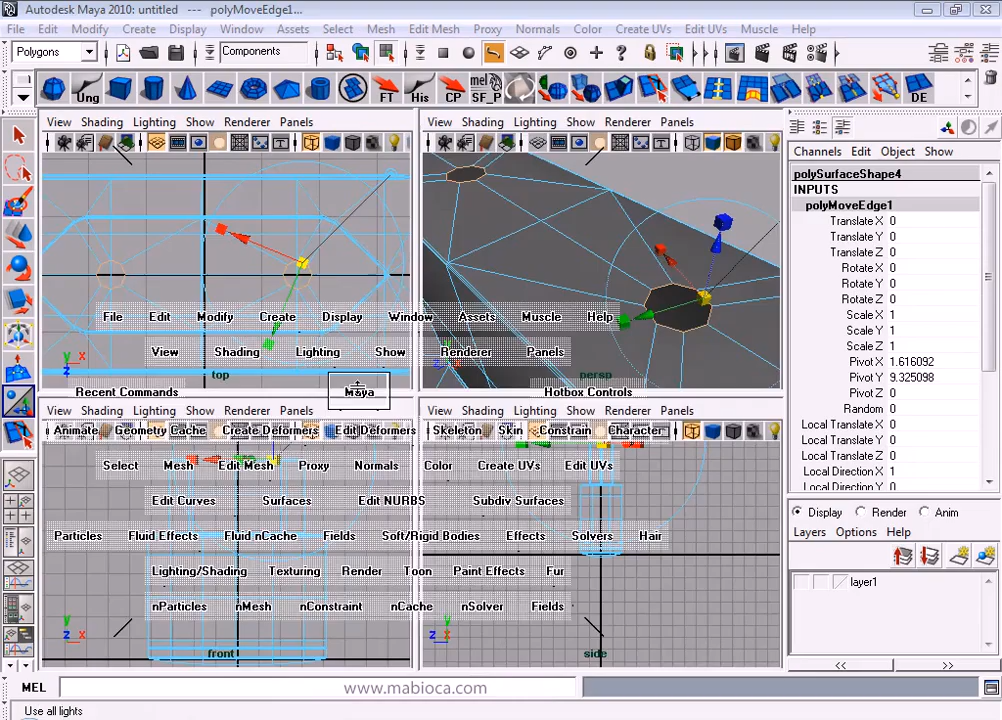 Autodesk Maya 2010: untitled --- polyMoveEdge1...
File Edit Modify Create Display Window Assets Select Mesh Edit Mesh Proxy Normals Color Create UVs Edit UVs Muscle Help
Polygons Components
Ung FT His CP mel SF_P DE
View Shading Lighting Show Renderer Panels
View Shading Lighting Show Renderer Panels
Channels Edit Object Show
polySurfaceShape4
INPUTS
polyMoveEdge1
Translate X 0
Translate Y 0
Translate Z 0
Rotate X 0
Rotate Y 0
Rotate Z 0
Scale X 1
Scale Y 1
Scale Z 1
Pivot X 1.616092
Pivot Y 9.325098
Pivot Z 0
Random 0
Local Translate X 0
Local Translate Y 0
Local Translate Z 0
Local Direction X 1
Local Direction Y 0
File Edit Modify Create Display Window Assets Muscle Help
View Shading Lighting Show Renderer Panels
y
z x
top
persp
Recent Commands Maya Hotbox Controls
View Shading Lighting Show Renderer Panels
View Shading Lighting Show Renderer Panels
Animate Geometry Cache Create Deformers Edit Deformers Skeleton Skin Constrain Character
Select Mesh Edit Mesh Proxy Normals Color Create UVs Edit UVs
Edit Curves Surfaces Edit NURBS Subdiv Surfaces
Particles Fluid Effects Fluid nCache Fields Soft/Rigid Bodies Effects Solvers Hair
Lighting/Shading Texturing Render Toon Paint Effects Fur
nParticles nMesh nConstraint nCache nSolver Fields
y
z x
front
y
z x
side
Display Render Anim
Layers Options Help
layer1
<< >>
MEL
www.mabioca.com
Use all lights